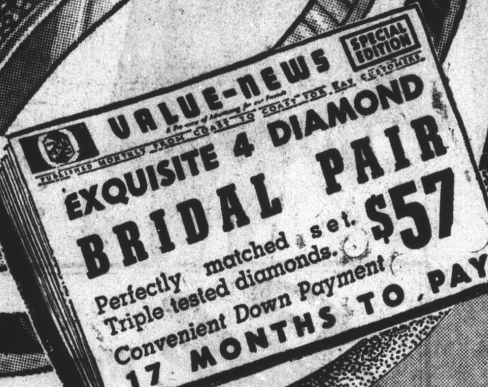 VALUE-NEWS
SPECIAL
EDITION
PUBLISHED MONTHLY FROM COAST TO COAST FOR KAY CUSTOMERS
EXQUISITE 4 DIAMOND
BRIDAL PAIR
Perfectly matched set.
Triple tested diamonds.
$57
Convenient Down Payment
17 MONTHS TO PAY